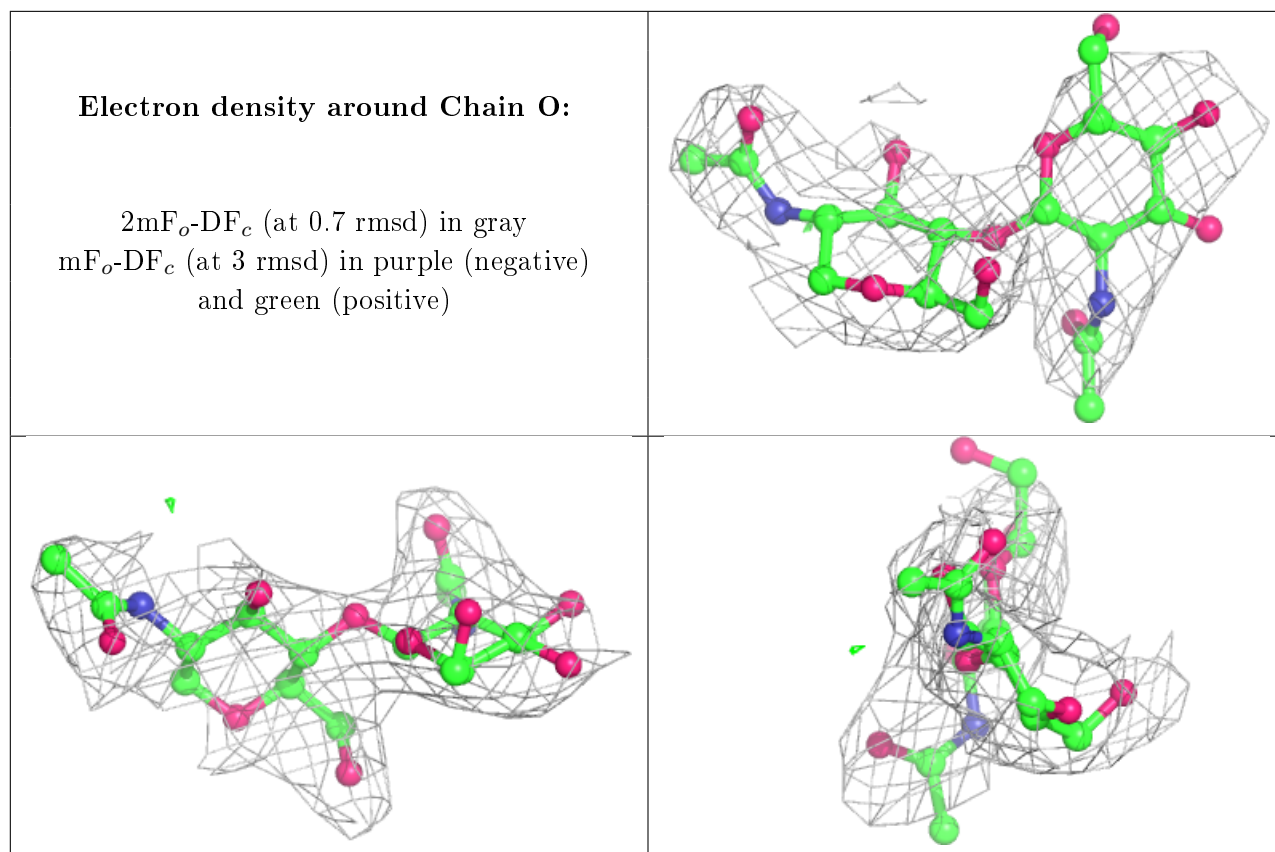 Electron density around Chain O:
2mFₒ-DF𝑐 (at 0.7 rmsd) in gray
mFₒ-DF𝑐 (at 3 rmsd) in purple (negative)
and green (positive)